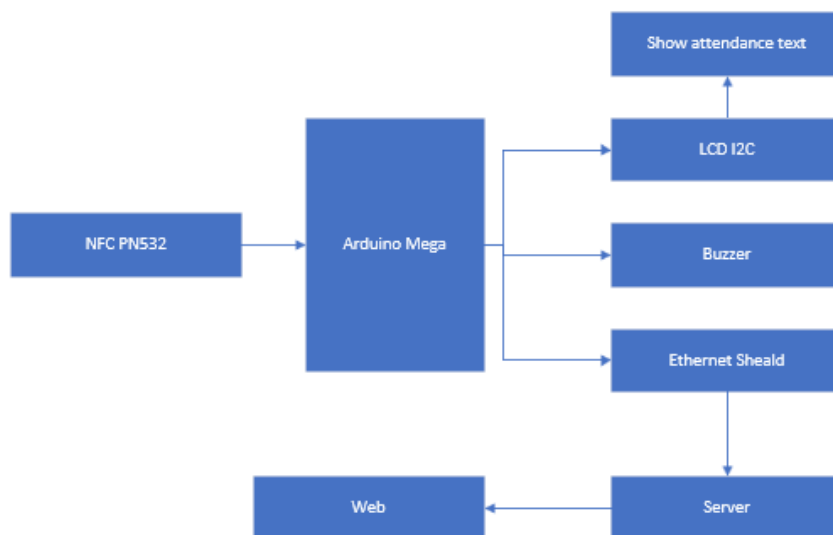 Show attendance text
LCD I2C
NFC PN532
Arduino Mega
Buzzer
Ethernet Sheald
Web
Server